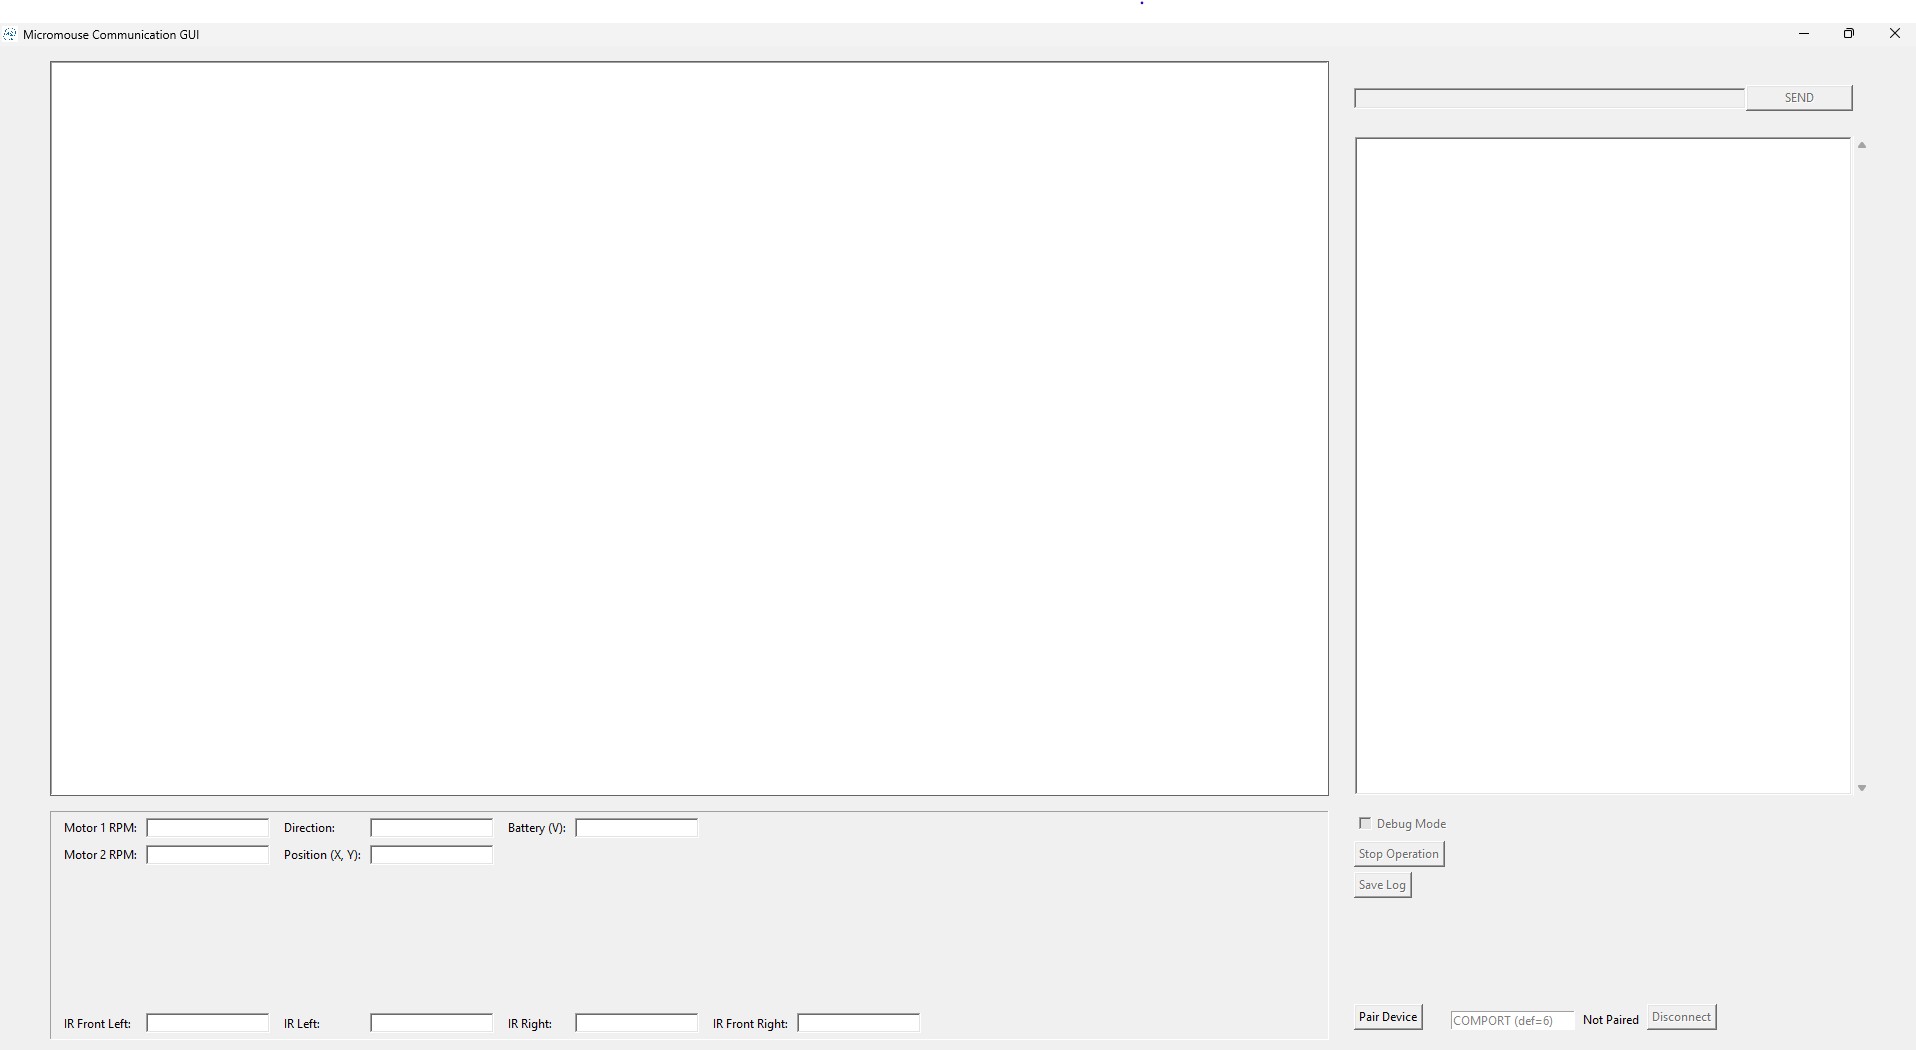 Micromouse Communication GUI
SEND
Motor 1 RPM: Direction: Battery (V):
Motor 2 RPM: Position (X, Y):
IR Front Left: IR Left: IR Right: IR Front Right:
Debug Mode
Stop Operation
Save Log
Pair Device COMPORT (def=6) Not Paired Disconnect